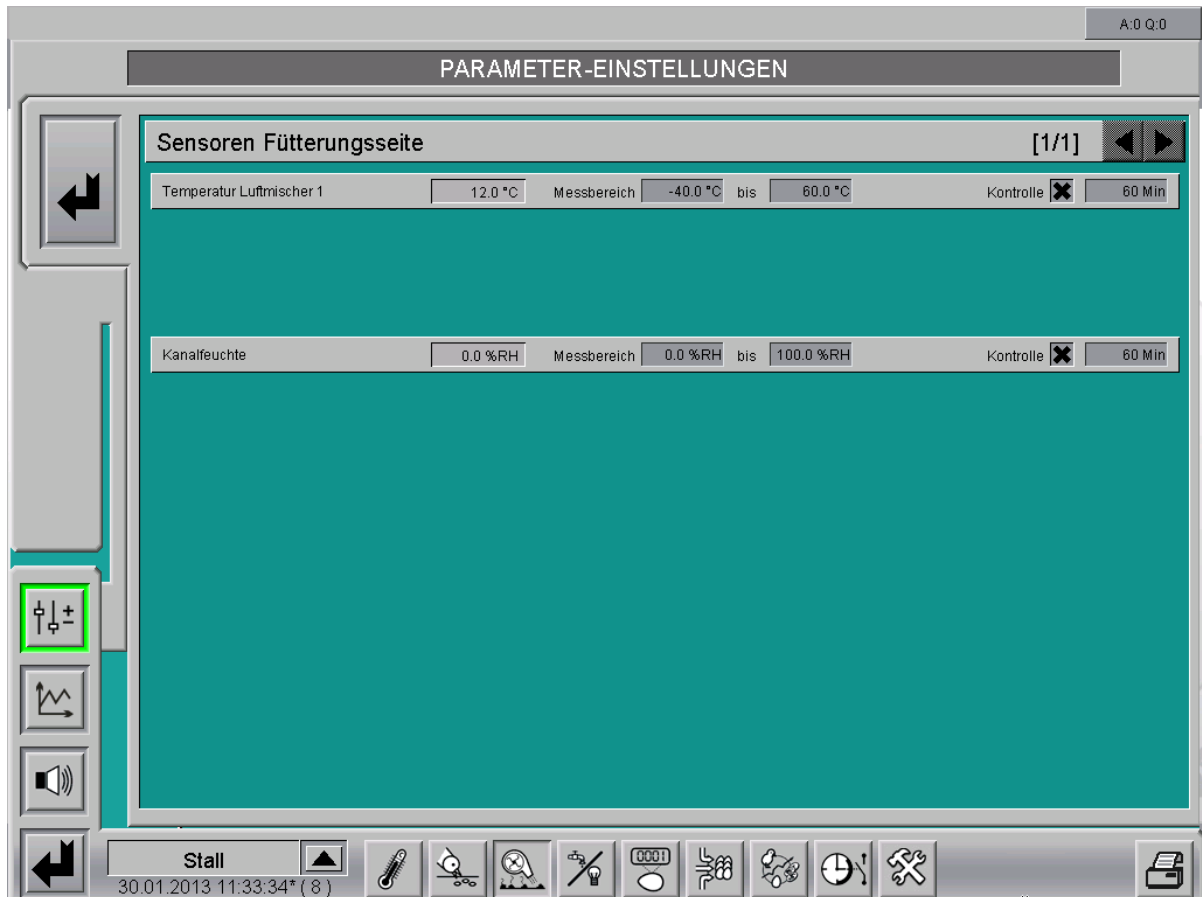 A:0 Q:0
PARAMETER-EINSTELLUNGEN
Sensoren Fütterungsseite [1/1]
Temperatur Luftmischer 1 12.0 °C Messbereich -40.0 °C bis 60.0 °C Kontrolle 60 Min
Kanalfeuchte 0.0 %RH Messbereich 0.0 %RH bis 100.0 %RH Kontrolle 60 Min
0001
Stall
30.01.2013 11:33:34* ( 8 )